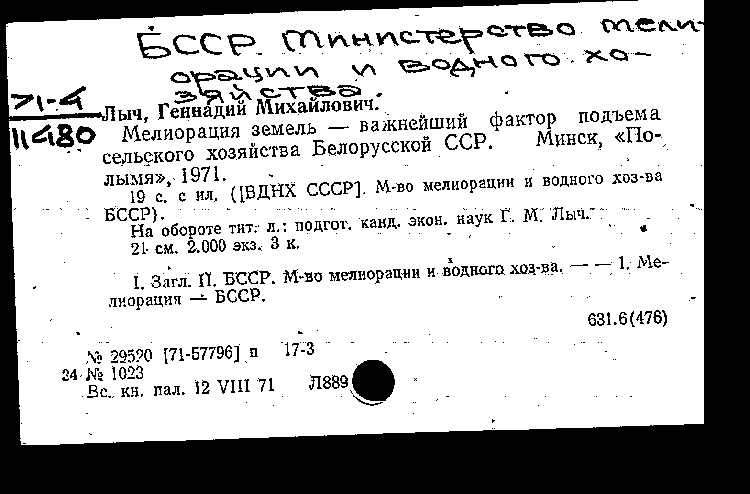 БССР. Министерство мели-
орации и водного хо-
зяйства.
71-4
11480
Лыч, Геннадий Михайлович.
Мелиорация земель — важнейший фактор подъема
сельского хозяйства Белорусской ССР. Минск, «По-
лымя», 1971.
19 с. с ил. ([ВДНХ СССР]. М-во мелиорации и водного хоз-ва
БССР).
На обороте тит. л.: подгот. канд. экон. наук Г. М. Лыч.
21 см. 2.000 экз. 3 к.
I. Загл. II. БССР. М-во мелиорации и водного хоз-ва. — — 1. Ме-
лиорация — БССР.
631.6(476)
№ 29520 [71-57796] п 17-3
24 № 1023
Вс. кн. пал. 12 VIII 71 Л889